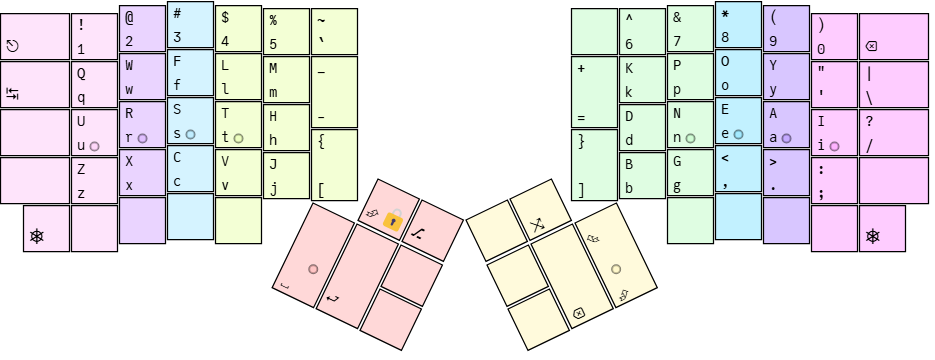 ! @ # $ % ~ ^ & * ( )
1 2 3 4 5 ` 6 7 8 9 0
Q W F L M _ + K P O Y " |
q w f l m - = k p o y ' \
U R S T H { } D N E A I ?
u r s t h [ ] d n e a i /
Z X C V J B G < > :
z x c v j b g , . ;